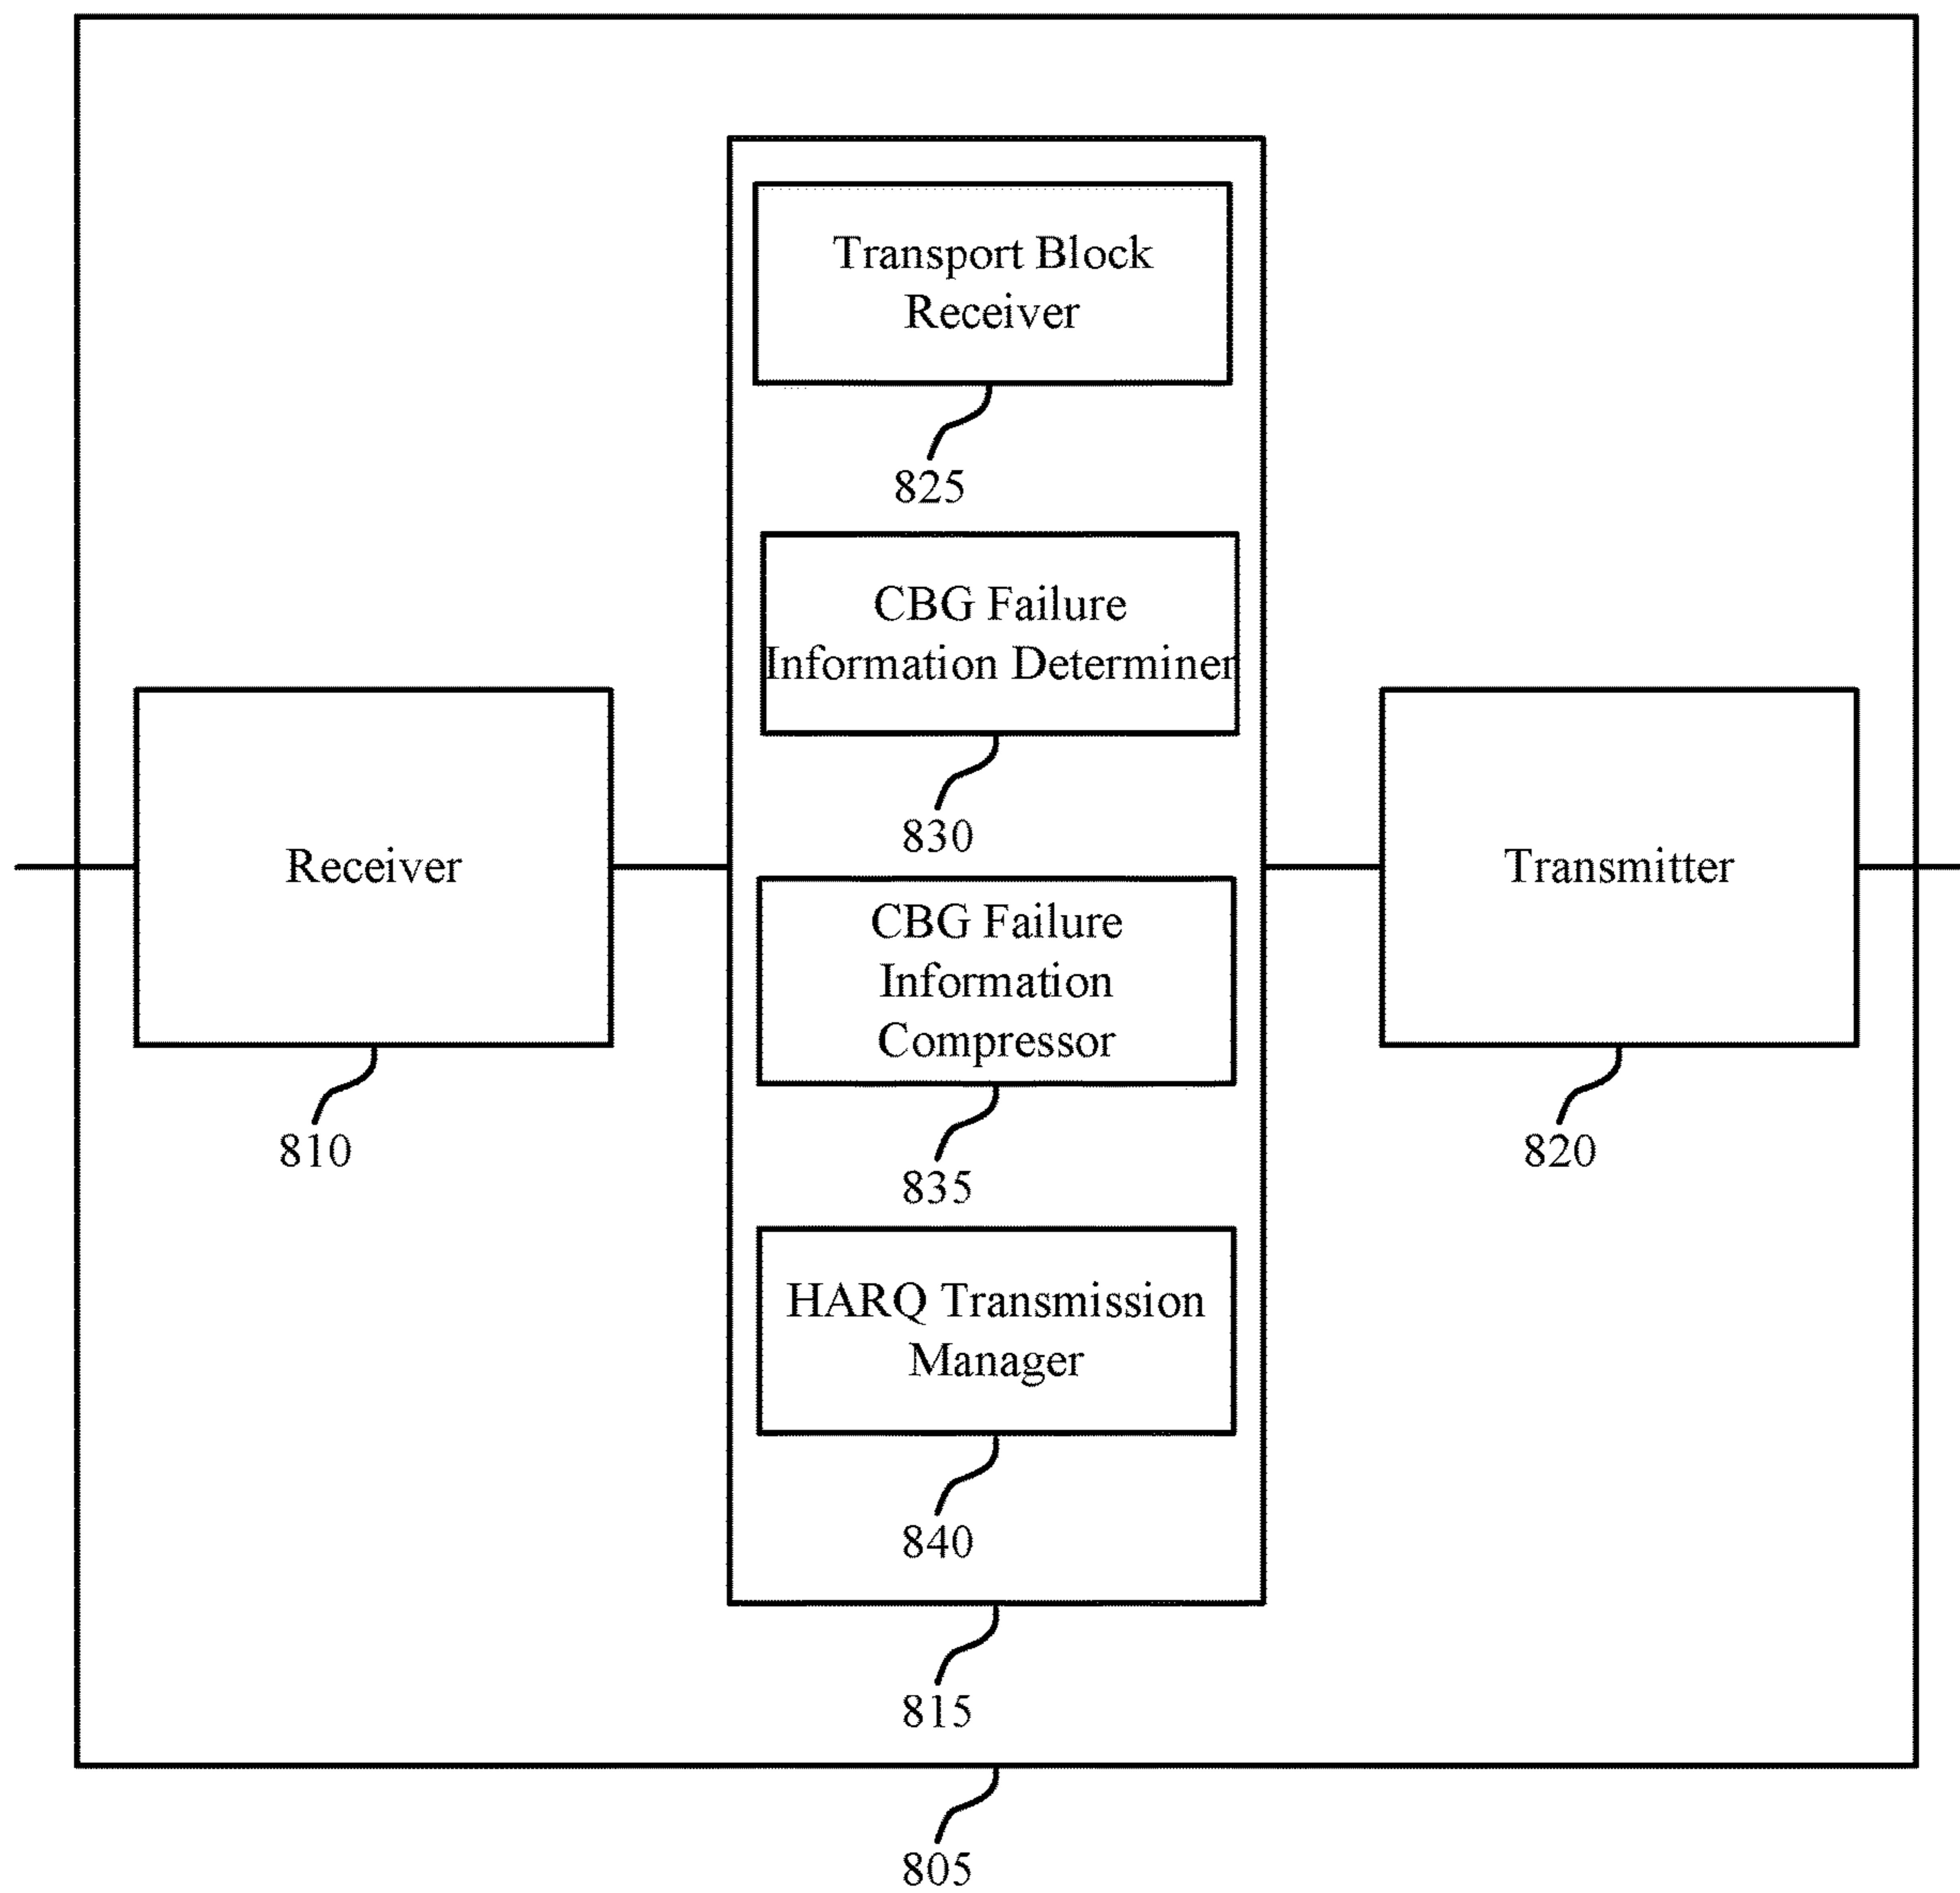 Transport Block
Receiver
825
CBG Failure
Information Determiner
830
Receiver
810
CBG Failure
Information
Compressor
835
Transmitter
820
HARQ Transmission
Manager
840
815
805